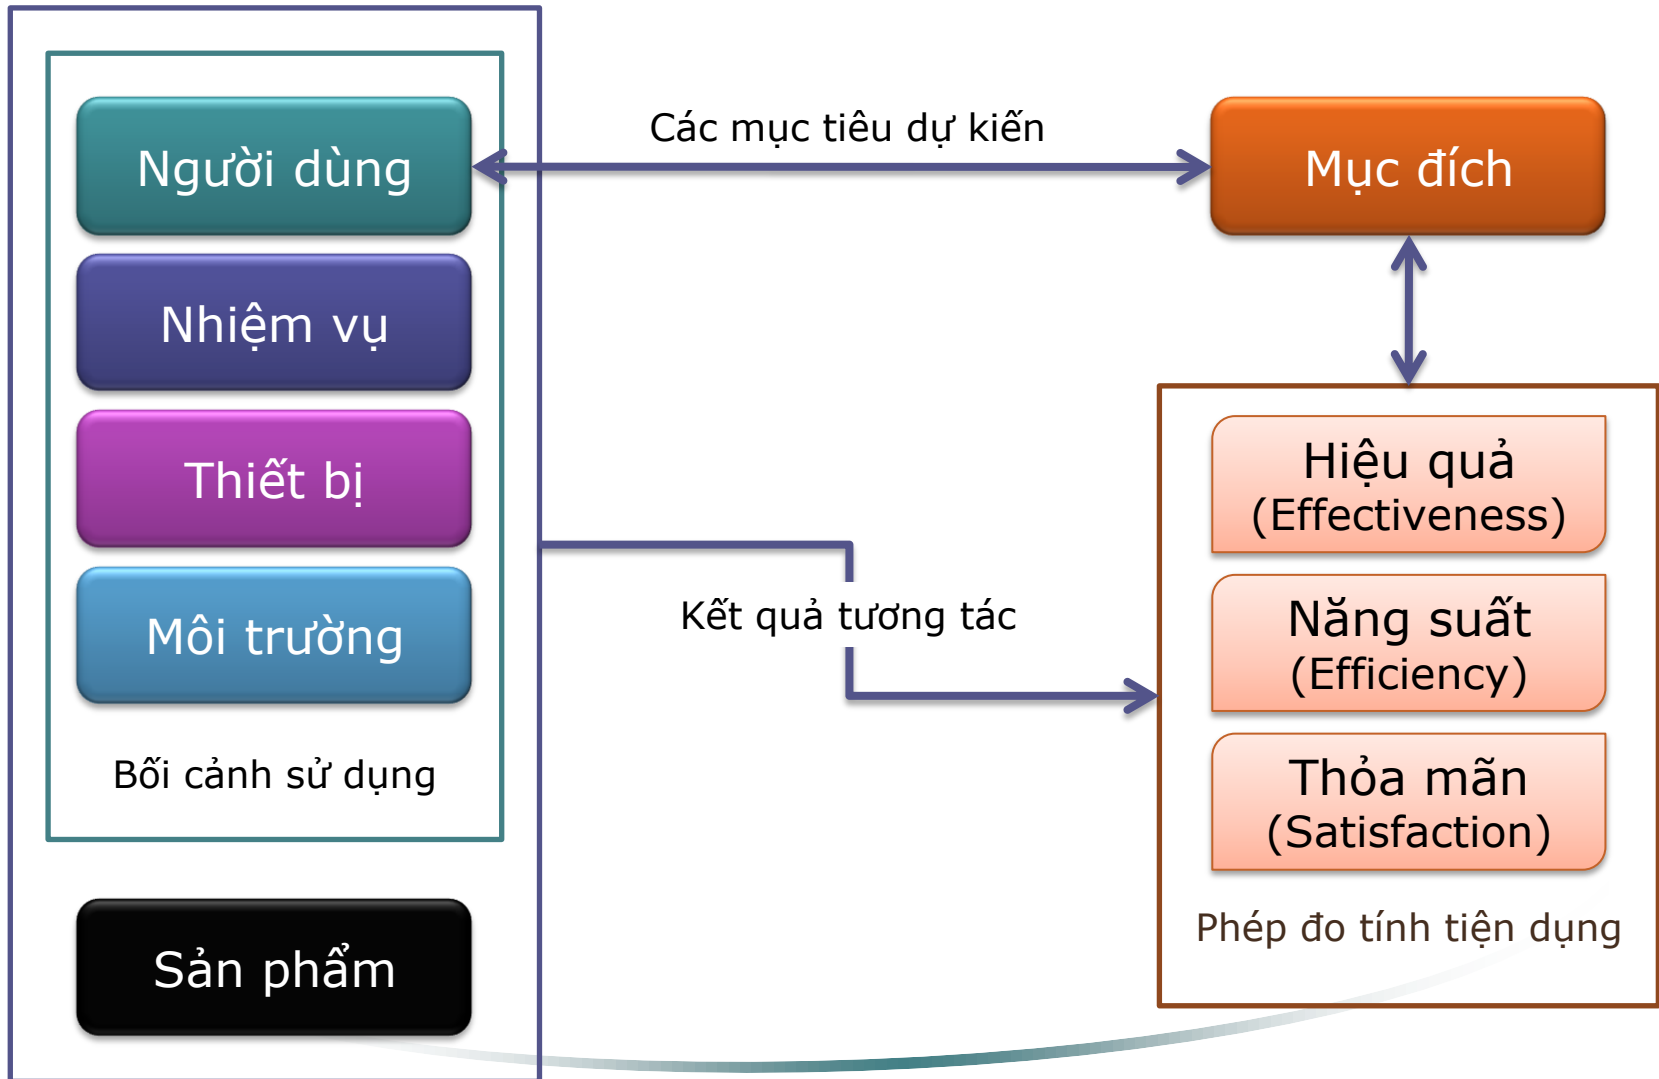 Người dùng
Nhiệm vụ
Thiết bị
Môi trường
Bối cảnh sử dụng
Sản phẩm
Các mục tiêu dự kiến
Kết quả tương tác
Mục đích
Hiệu quả
(Effectiveness)
Năng suất
(Efficiency)
Thỏa mãn
(Satisfaction)
Phép đo tính tiện dụng